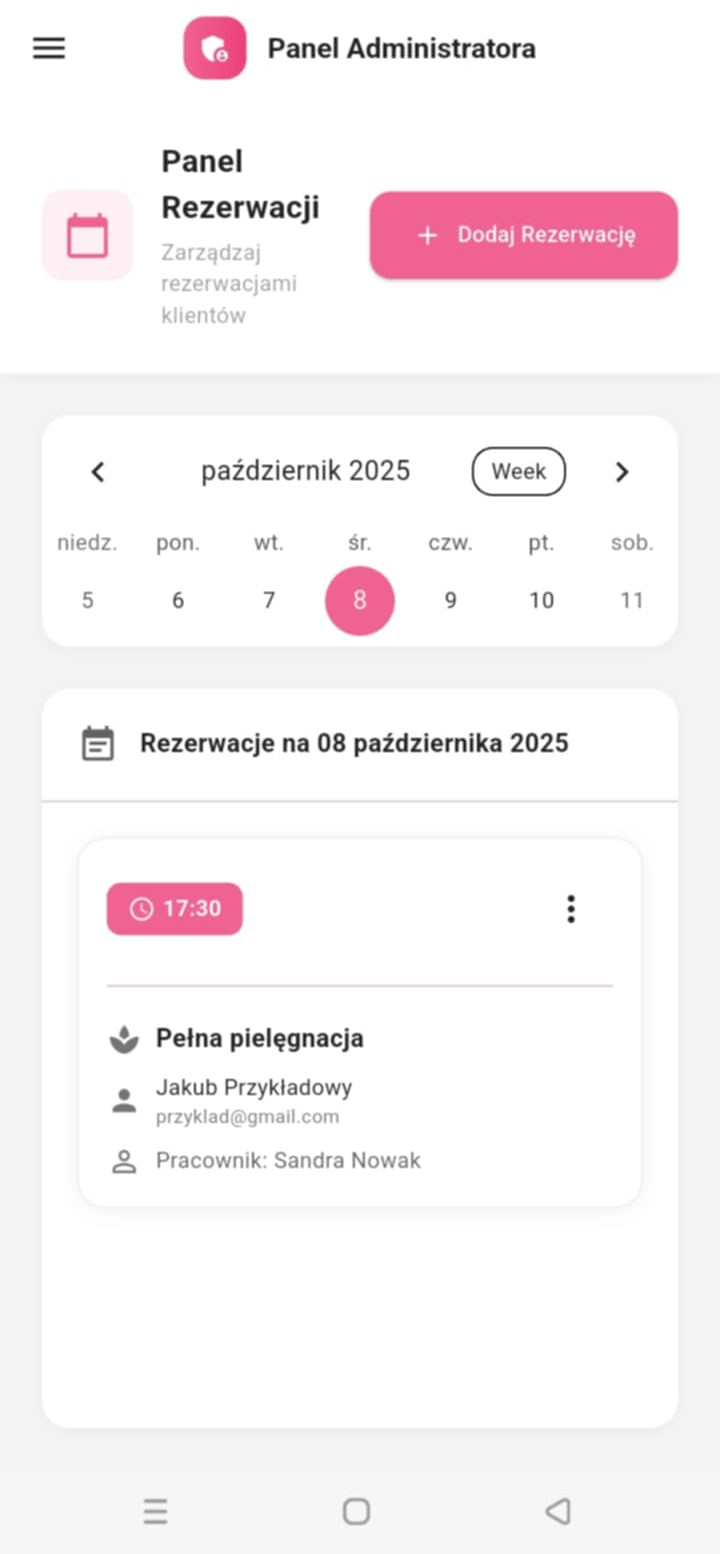 Panel Administratora
Panel
Rezerwacji
Zarządzaj
rezerwacjami
klientów
Dodaj Rezerwację
październik 2025
Week
niedz. pon. wt. śr. czw. pt. sob.
5 6 7 8 9 10 11
Rezerwacje na 08 października 2025
17:30
Pełna pielęgnacja
Jakub Przykładowy
przyklad@gmail.com
Pracownik: Sandra Nowak